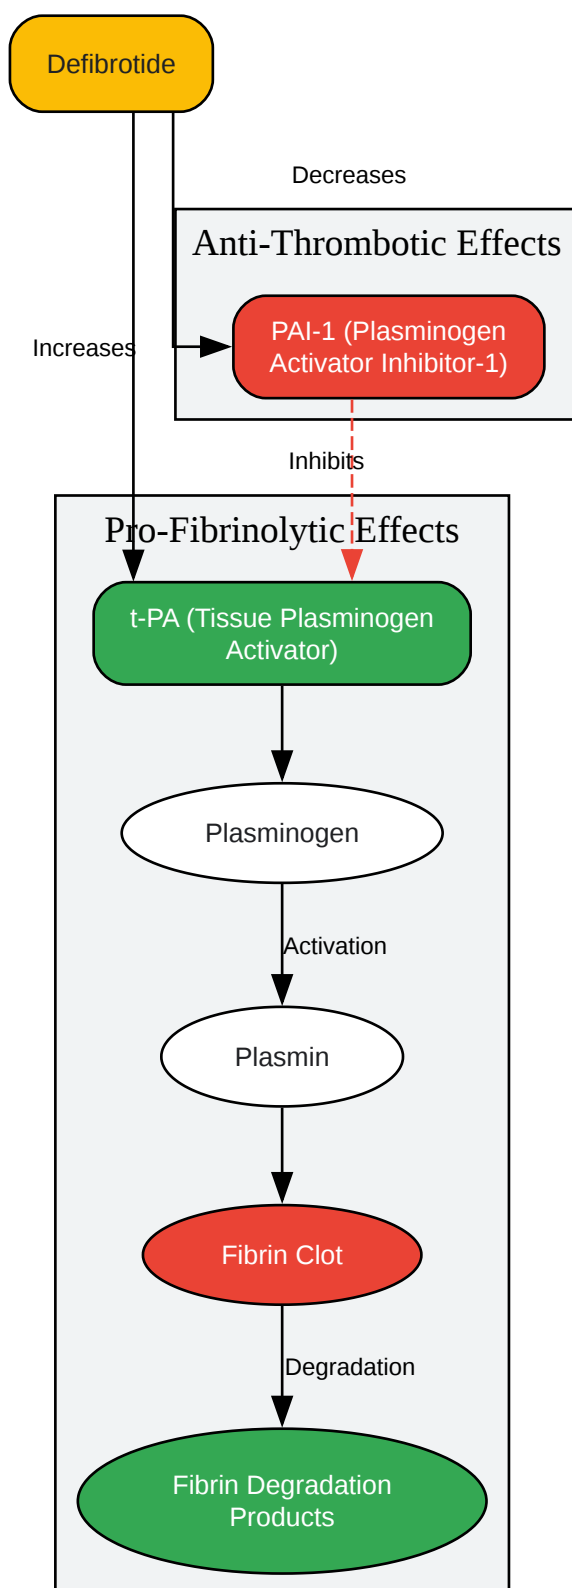 Defibrotide
Decreases
Anti-Thrombotic Effects
PAI-1 (Plasminogen
Activator Inhibitor-1)
Increases
Inhibits
Pro-Fibrinolytic Effects
t-PA (Tissue Plasminogen
Activator)
Plasminogen
Activation
Plasmin
Fibrin Clot
Degradation
Fibrin Degradation
Products